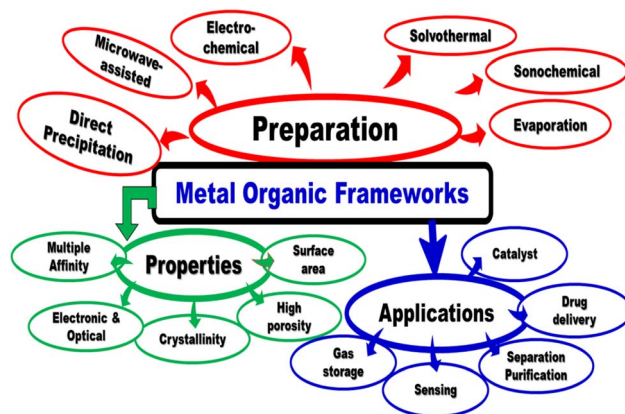 Electro-
chemical
Solvothermal
Microwave-
assisted
Sonochemical
Direct
Precipitation
Preparation
Evaporation
Metal Organic Frameworks
Multiple
Affinity
Properties
Surface
area
Electronic &
Optical
Crystallinity
High
porosity
Catalyst
Applications
Drug
delivery
Gas
storage
Sensing
Separation
Purification